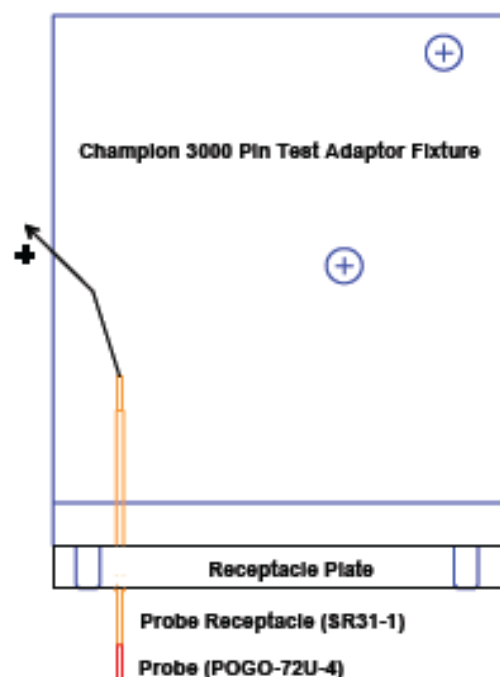 Champion 3000 Pin Test Adaptor Fixture
Receptacle Plate
Probe Receptacle (SR31-1)
Probe (POGO-72U-4)